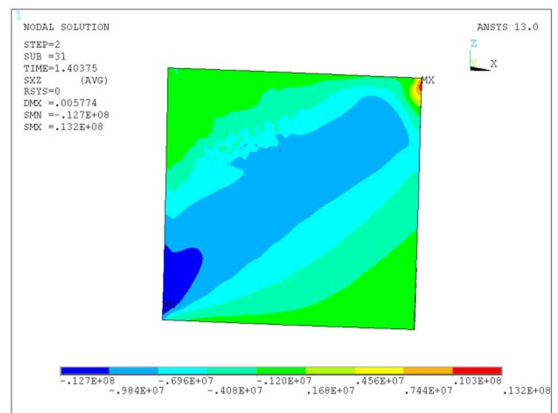 1
NODAL SOLUTION
ANSYS 13.0
STEP=2
SUB =31
TIME=1.40375
SXZ (AVG)
RSYS=0
DMX =.005774
SMN =-.127E+08
SMX =.132E+08
Z
Y X
MX
-.127E+08 -.984E+07 -.696E+07 -.408E+07 -.120E+07 .168E+07 .456E+07 .744E+07 .103E+08 .132E+08